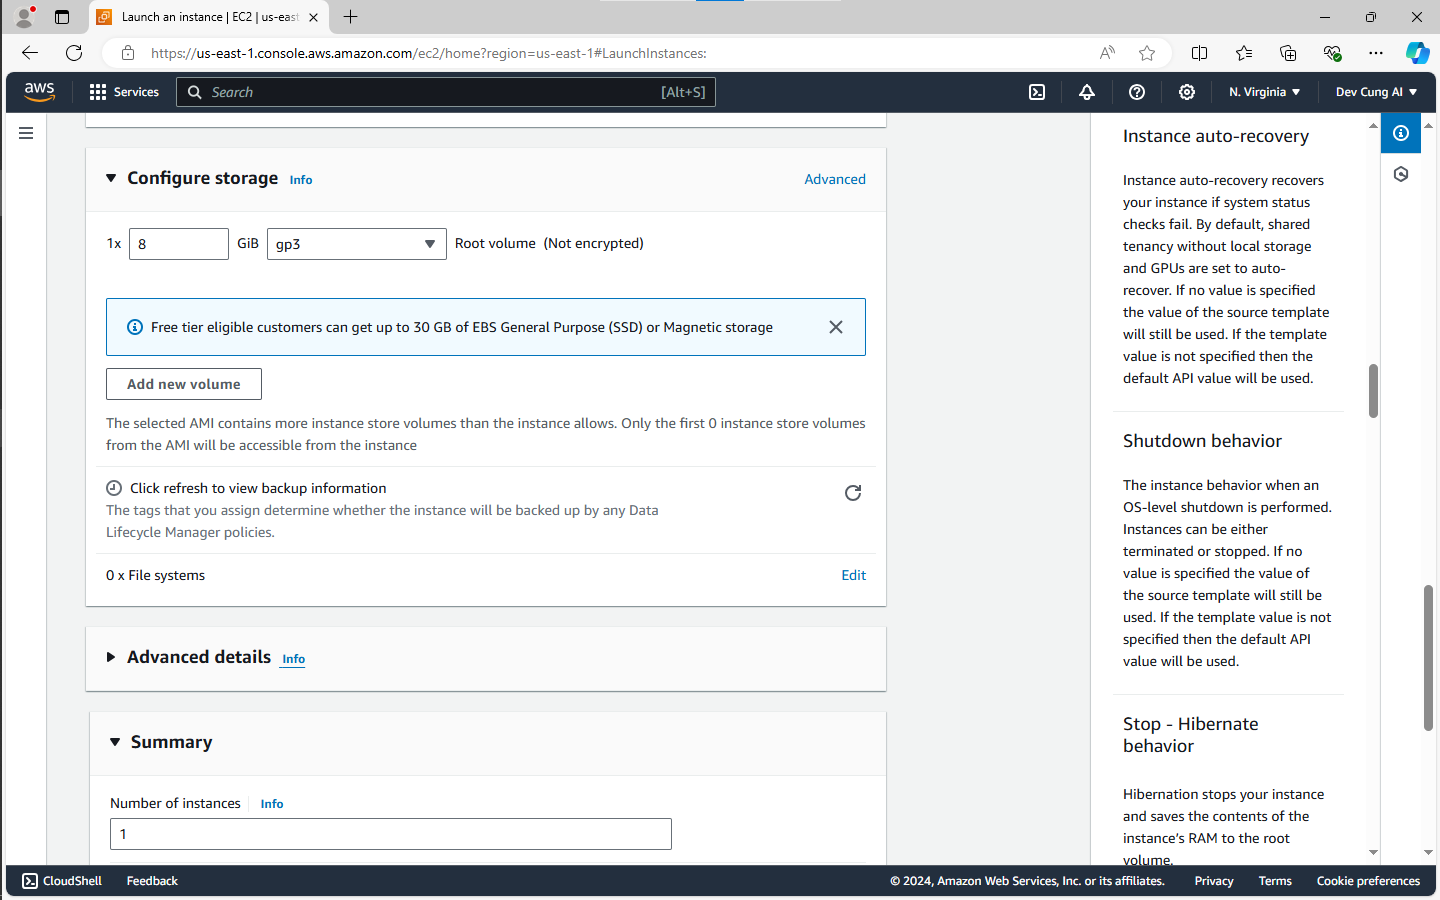 Launch an instance | EC2 | us-east
https://us-east-1.console.aws.amazon.com/ec2/home?region=us-east-1#LaunchInstances:
aws
Services
Search
[Alt+S]
N. Virginia
Dev Cung AI
Configure storage
Info
Advanced
1x
8
GiB
gp3
Root volume (Not encrypted)
Free tier eligible customers can get up to 30 GB of EBS General Purpose (SSD) or Magnetic storage
Add new volume
The selected AMI contains more instance store volumes than the instance allows. Only the first 0 instance store volumes
from the AMI will be accessible from the instance
Click refresh to view backup information
The tags that you assign determine whether the instance will be backed up by any Data
Lifecycle Manager policies.
0 x File systems
Edit
Advanced details
Info
Summary
Number of instances
Info
1
Instance auto-recovery
Instance auto-recovery recovers
your instance if system status
checks fail. By default, shared
tenancy without local storage
and GPUs are set to auto-
recover. If no value is specified
the value of the source template
will still be used. If the template
value is not specified then the
default API value will be used.
Shutdown behavior
The instance behavior when an
OS-level shutdown is performed.
Instances can be either
terminated or stopped. If no
value is specified the value of
the source template will still be
used. If the template value is not
specified then the default API
value will be used.
Stop - Hibernate
behavior
Hibernation stops your instance
and saves the contents of the
instance's RAM to the root
volume.
CloudShell
Feedback
© 2024, Amazon Web Services, Inc. or its affiliates.
Privacy
Terms
Cookie preferences